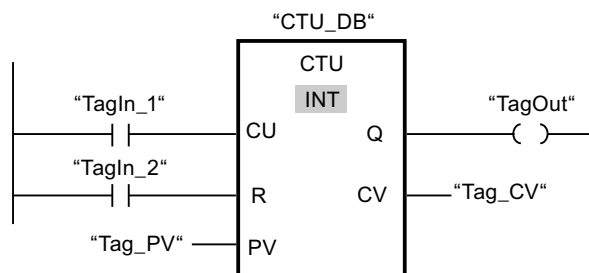 “CTU_DB“
CTU
INT
“TagIn_1“
“TagOut“
CU
Q
“TagIn_2“
R
CV
“Tag_CV“
“Tag_PV“
PV